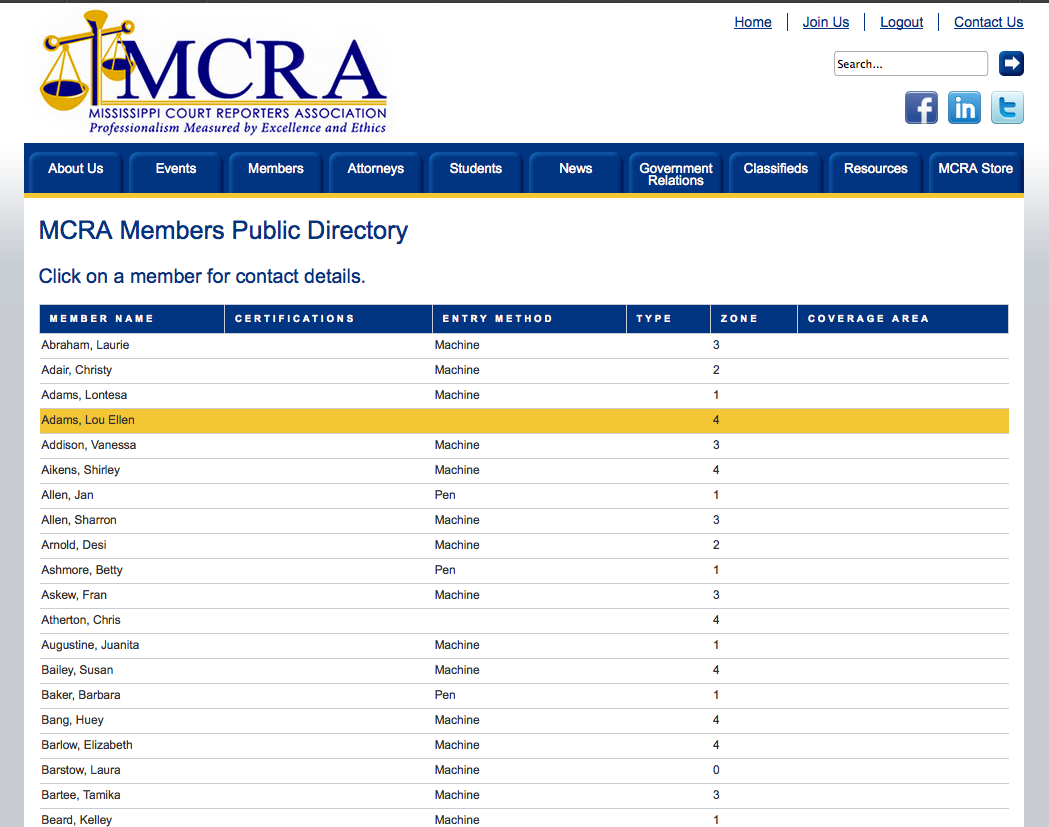 Home Join Us Logout Contact Us
MCRA
MISSISSIPPI COURT REPORTERS ASSOCIATION
Professionalism Measured by Excellence and Ethics
Search...
f in t
About Us Events Members Attorneys Students News Government Relations Classifieds Resources MCRA Store
MCRA Members Public Directory
Click on a member for contact details.
MEMBER NAME CERTIFICATIONS ENTRY METHOD TYPE ZONE COVERAGE AREA
Abraham, Laurie Machine 3
Adair, Christy Machine 2
Adams, Lontesa Machine 1
Adams, Lou Ellen 4
Addison, Vanessa Machine 3
Aikens, Shirley Machine 4
Allen, Jan Pen 1
Allen, Sharron Machine 3
Arnold, Desi Machine 2
Ashmore, Betty Pen 1
Askew, Fran Machine 3
Atherton, Chris 4
Augustine, Juanita Machine 1
Bailey, Susan Machine 4
Baker, Barbara Pen 1
Bang, Huey Machine 4
Barlow, Elizabeth Machine 4
Barstow, Laura Machine 0
Bartee, Tamika Machine 3
Beard, Kelley Machine 1